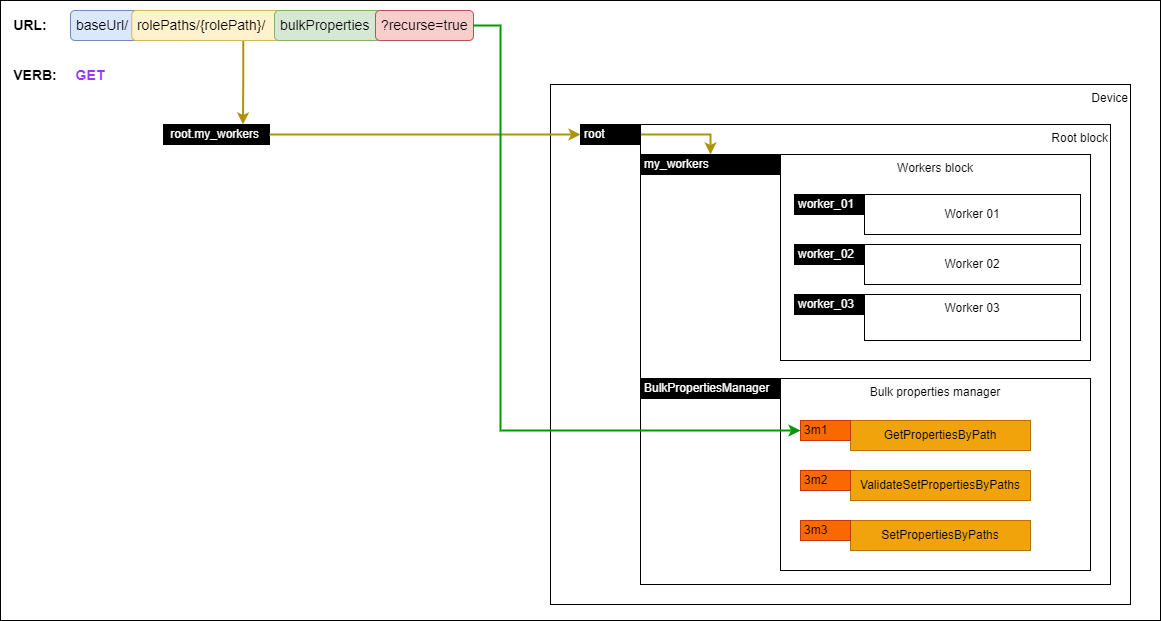 URL: baseUrl/ rolePaths/{rolePath}/ bulkProperties ?recurse=true
VERB: GET
Device
root.my_workers
root
Root block
my_workers
Workers block
worker_01
Worker 01
worker_02
Worker 02
worker_03
Worker 03
BulkPropertiesManager
Bulk properties manager
3m1
GetPropertiesByPath
3m2
ValidateSetPropertiesByPaths
3m3
SetPropertiesByPaths